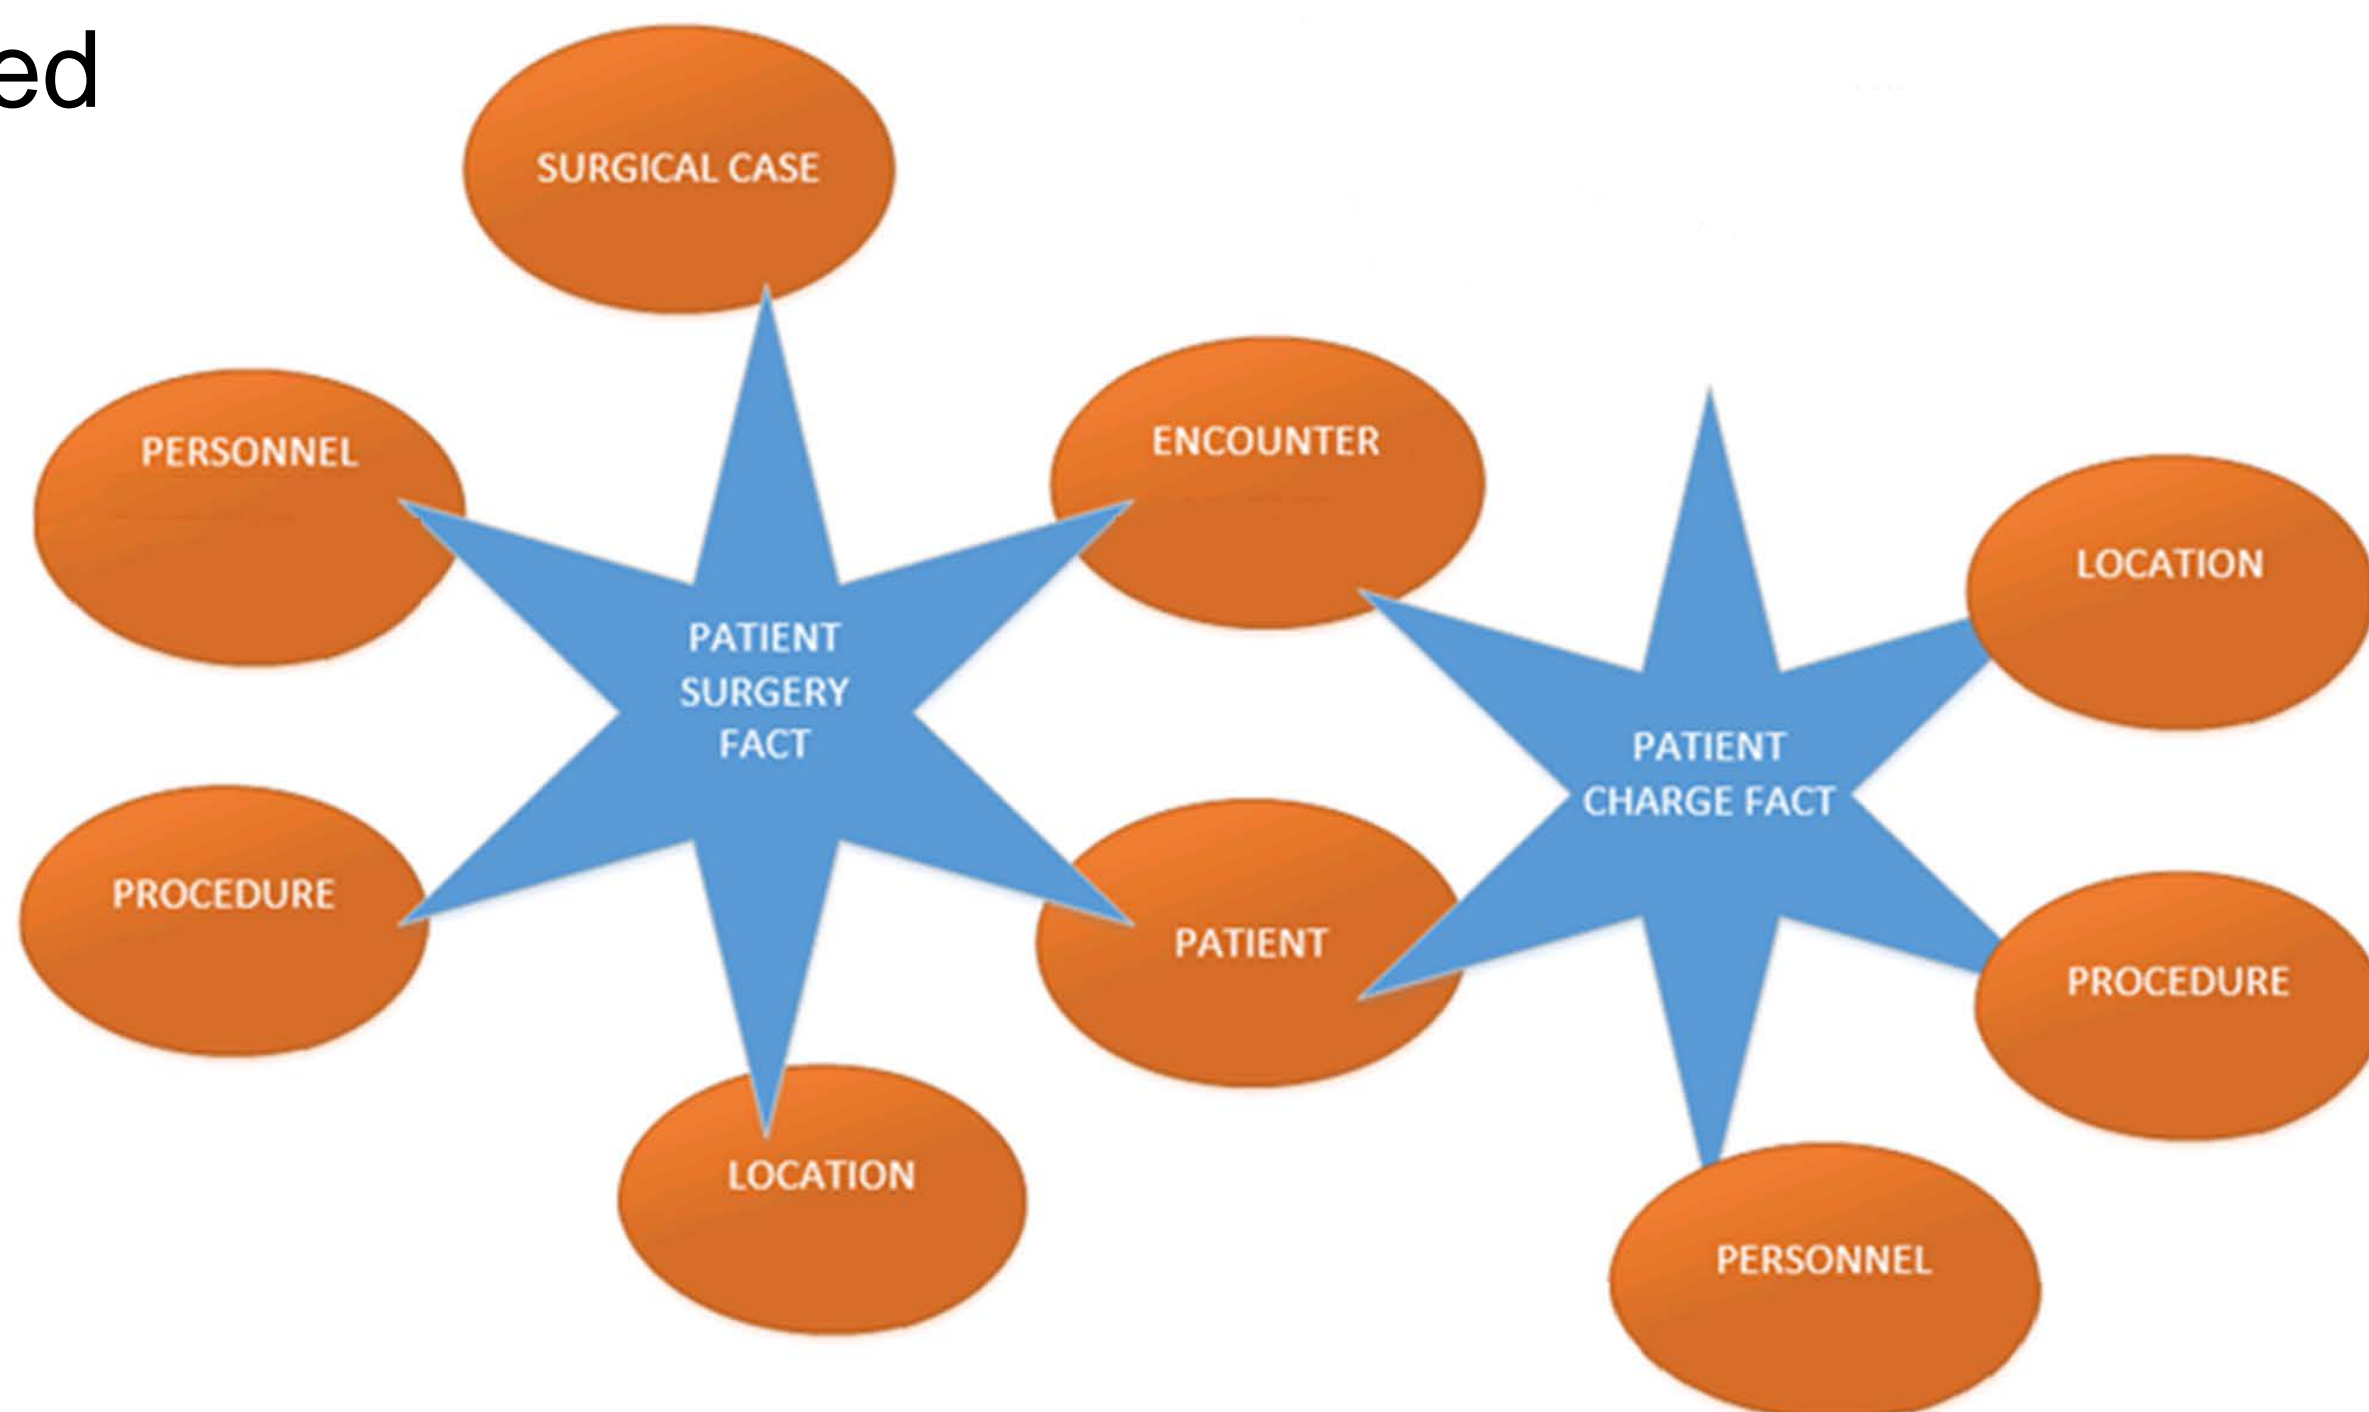 ed
SURGICAL CASE
PERSONNEL
ENCOUNTER
LOCATION
PATIENT
SURGERY
FACT
PATIENT
CHARGE FACT
PROCEDURE
PATIENT
PROCEDURE
LOCATION
PERSONNEL